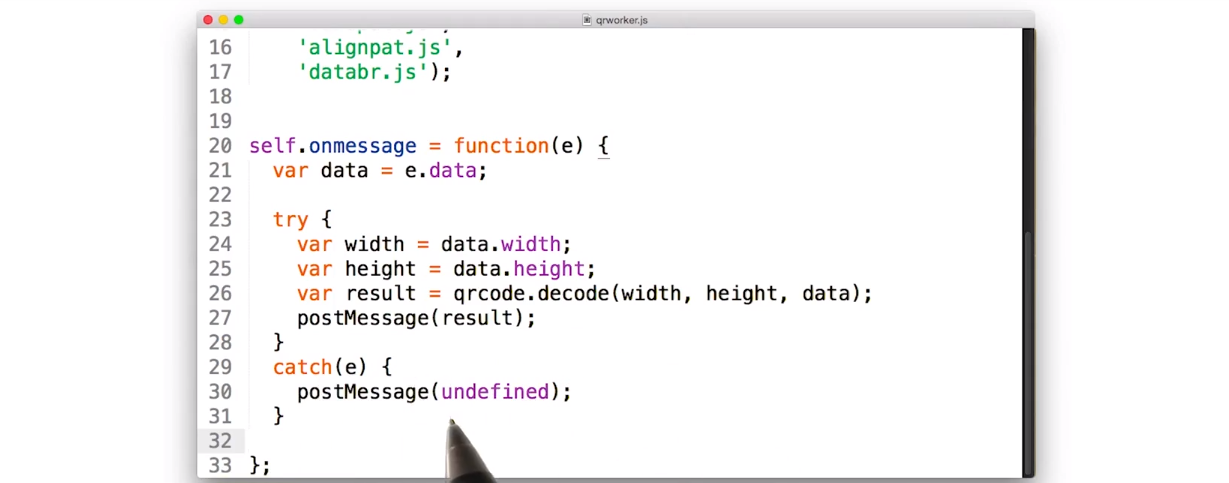 qrworker.js
16 'alignpat.js',
17 'databr.js');
18
19
20 self.onmessage = function(e) {
21 var data = e.data;
22
23 try {
24 var width = data.width;
25 var height = data.height;
26 var result = qrcode.decode(width, height, data);
27 postMessage(result);
28 }
29 catch(e) {
30 postMessage(undefined);
31 }
32
33 };